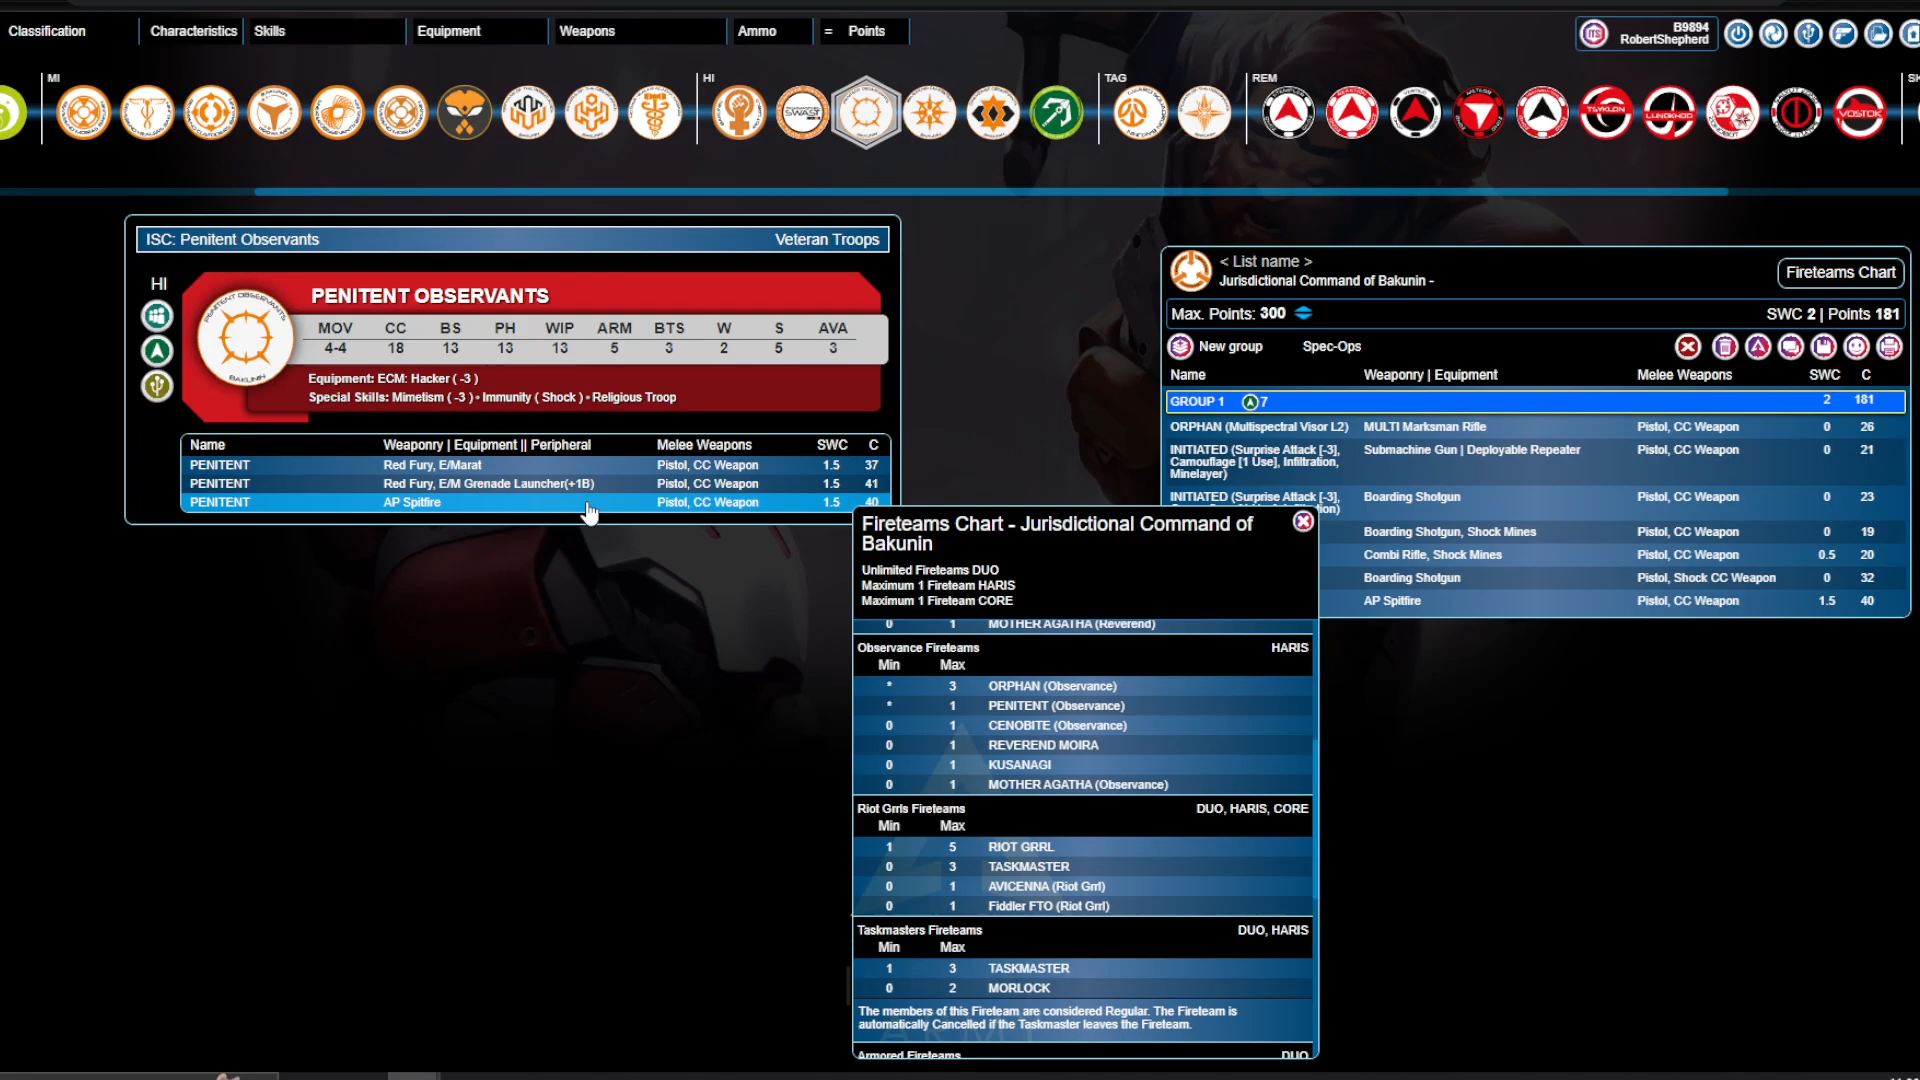 Classification Characteristics Skills Equipment Weapons Ammo = Points
B9894
RobertShepherd
MI HI TAG REM
ISC: Penitent Observants Veteran Troops
HI
PENITENT OBSERVANTS
MOV CC BS PH WIP ARM BTS W S AVA
4-4 18 13 13 13 5 3 2 5 3
Equipment: ECM: Hacker ( -3 )
Special Skills: Mimetism ( -3 ) • Immunity ( Shock ) • Religious Troop
PENITENT OBSERVANTS
BAKUNIN
Name Weaponry | Equipment || Peripheral Melee Weapons SWC C
PENITENT Red Fury, E/Marat Pistol, CC Weapon 1.5 37
PENITENT Red Fury, E/M Grenade Launcher(+1B) Pistol, CC Weapon 1.5 41
PENITENT AP Spitfire Pistol, CC Weapon 1.5 40
< List name >
Jurisdictional Command of Bakunin -
Fireteams Chart
Max. Points: 300 SWC 2 | Points 181
New group Spec-Ops
Name Weaponry | Equipment Melee Weapons SWC C
GROUP 1 7 2 181
ORPHAN (Multispectral Visor L2) MULTI Marksman Rifle Pistol, CC Weapon 0 26
INITIATED (Surprise Attack [-3], Submachine Gun | Deployable Repeater Pistol, CC Weapon 0 21
Camouflage [1 Use], Infiltration,
Minelayer)
INITIATED (Surprise Attack [-3], Boarding Shotgun Pistol, CC Weapon 0 23
Boarding Shotgun, Shock Mines Pistol, CC Weapon 0 19
Combi Rifle, Shock Mines Pistol, CC Weapon 0.5 20
Boarding Shotgun Pistol, Shock CC Weapon 0 32
AP Spitfire Pistol, CC Weapon 1.5 40
Fireteams Chart - Jurisdictional Command of
Bakunin
Unlimited Fireteams DUO
Maximum 1 Fireteam HARIS
Maximum 1 Fireteam CORE
0 1 MOTHER AGATHA (Reverend)
Observance Fireteams HARIS
Min Max
* 3 ORPHAN (Observance)
* 1 PENITENT (Observance)
0 1 CENOBITE (Observance)
0 1 REVEREND MOIRA
0 1 KUSANAGI
0 1 MOTHER AGATHA (Observance)
Riot Grrls Fireteams DUO, HARIS, CORE
Min Max
1 5 RIOT GRRL
0 3 TASKMASTER
0 1 AVICENNA (Riot Grrl)
0 1 Fiddler FTO (Riot Grrl)
Taskmasters Fireteams DUO, HARIS
Min Max
1 3 TASKMASTER
0 2 MORLOCK
The members of this Fireteam are considered Regular. The Fireteam is
automatically Cancelled if the Taskmaster leaves the Fireteam.
Armored Fireteams DUO